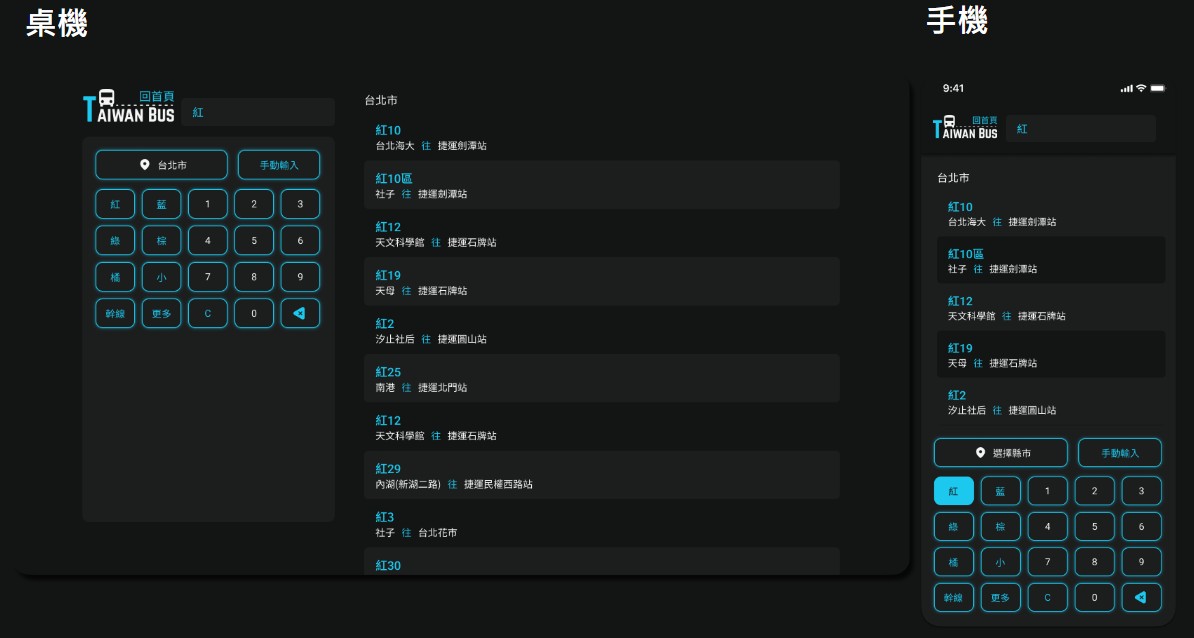 桌機
回首頁
TAIWAN BUS
紅
台北市
手動輸入
紅 藍 1 2 3
綠 棕 4 5 6
橘 小 7 8 9
幹線 更多 C 0
台北市
紅10
台北海大 往 捷運劍潭站
紅10區
社子 往 捷運劍潭站
紅12
天文科學館 往 捷運石牌站
紅19
天母 往 捷運石牌站
紅2
汐止社后 往 捷運圓山站
紅25
南港 往 捷運北門站
紅12
天文科學館 往 捷運石牌站
紅29
內湖(新湖二路) 往 捷運民權西路站
紅3
社子 往 台北花市
紅30
手機
9:41
回首頁
TAIWAN BUS
紅
台北市
紅10
台北海大 往 捷運劍潭站
紅10區
社子 往 捷運劍潭站
紅12
天文科學館 往 捷運石牌站
紅19
天母 往 捷運石牌站
紅2
汐止社后 往 捷運圓山站
選擇縣市 手動輸入
紅 藍 1 2 3
綠 棕 4 5 6
橘 小 7 8 9
幹線 更多 C 0